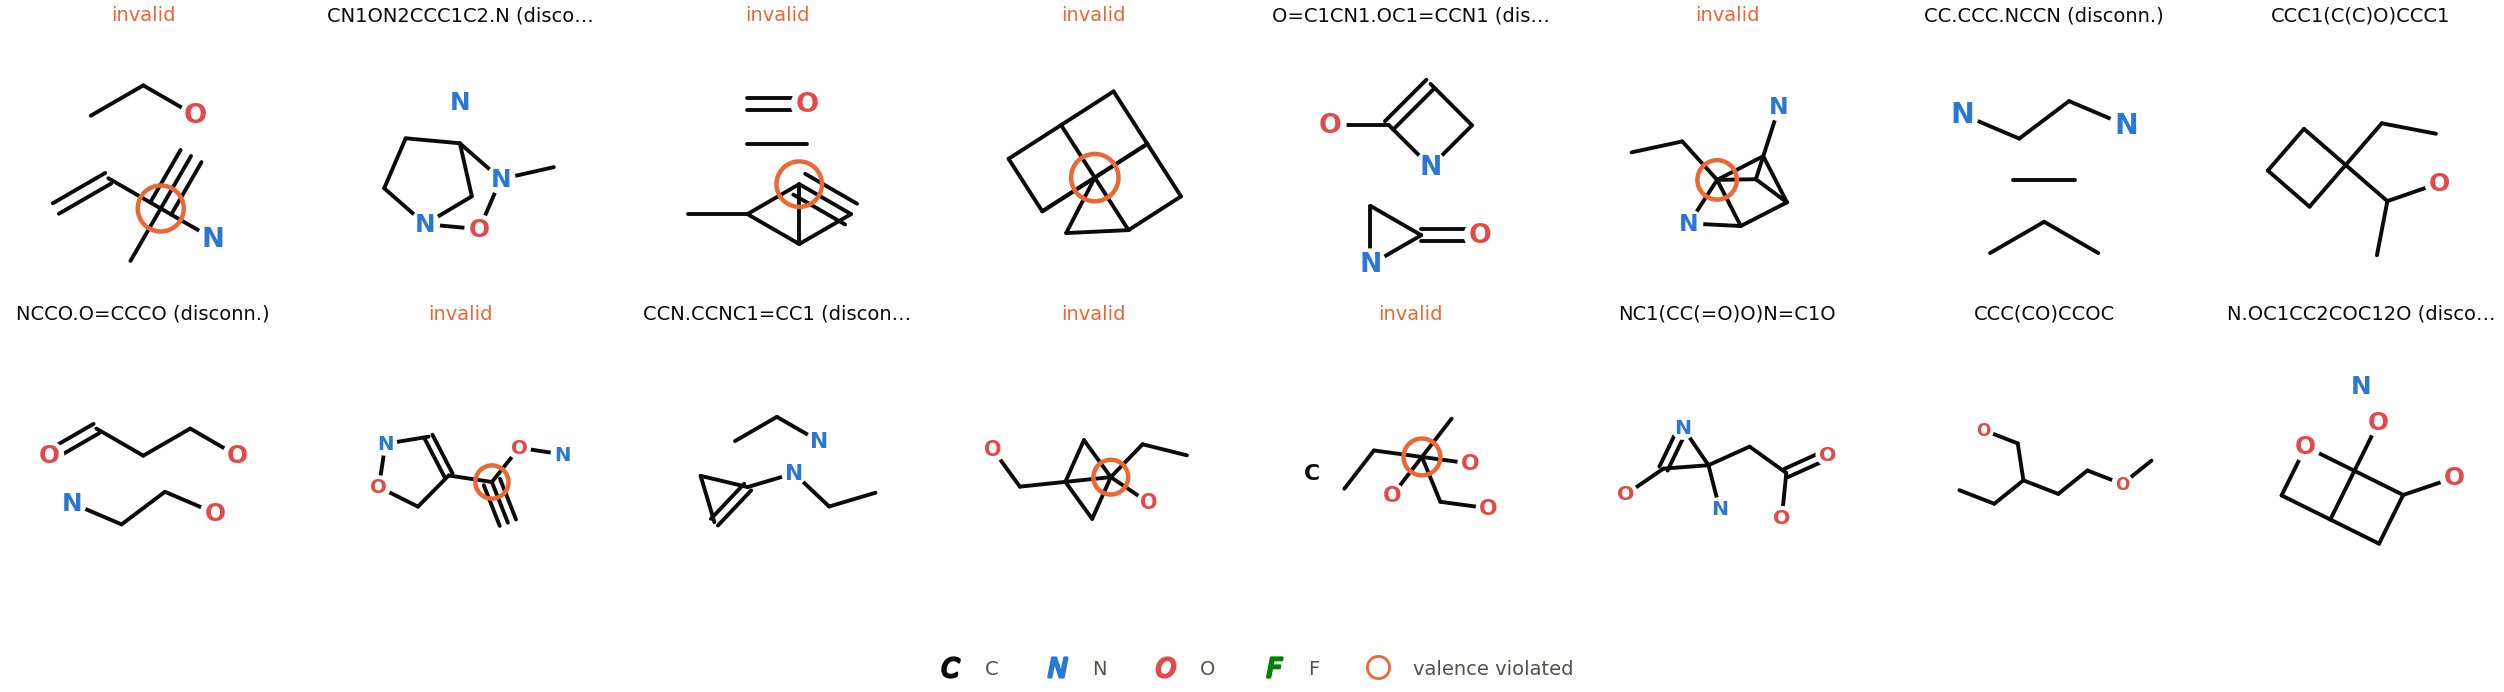 invalid
CN1ON2CCC1C2.N (disco...
invalid
invalid
O=C1CN1.OC1=CCN1 (dis...
invalid
CC.CCC.NCCN (disconn.)
CCC1(C(C)O)CCC1
O
N
N
N
O
N
O
O
N
O
N
N
N
N
N
O
NCCO.O=CCCO (disconn.)
invalid
CCN.CCNC1=CC1 (discon...
invalid
invalid
NC1(CC(=O)O)N=C1O
CCC(CO)CCOC
N.OC1CC2COC12O (disco...
O
O
N
O
N
O
O
N
N
N
O
O
C
O
O
O
N
O
N
O
O
O
O
N
O
O
O
C C N N O O F F valence violated